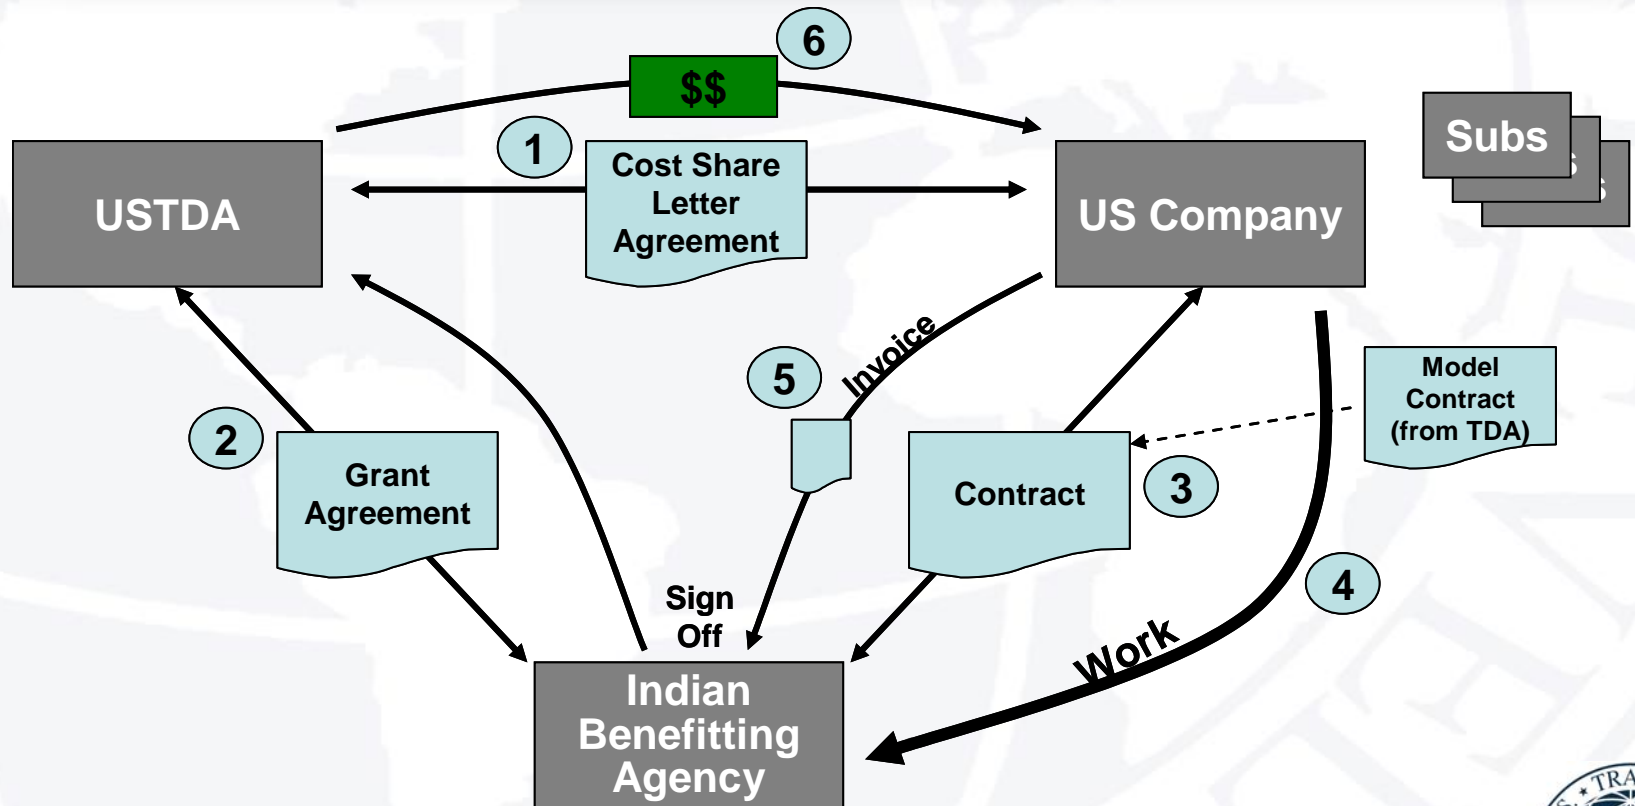 6
$$
1
Cost Share
Letter
Agreement
USTDA
US Company
Subs
s
s
Invoice
5
2
Grant
Agreement
Contract
3
Model
Contract
(from TDA)
4
Sign
Off
Work
Indian
Benefitting
Agency
TRA